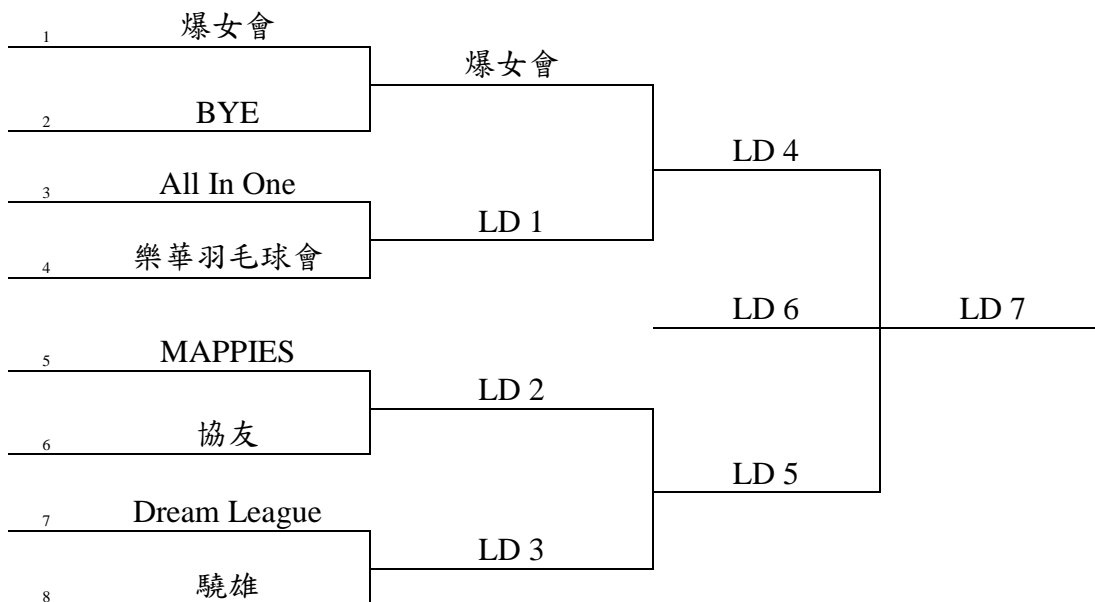 1 爆女會
爆女會
2 BYE
LD 4
3 All In One
LD 1
4 樂華羽毛球會
LD 6
LD 7
5 MAPPIES
LD 2
6 協友
LD 5
7 Dream League
LD 3
8 驍雄